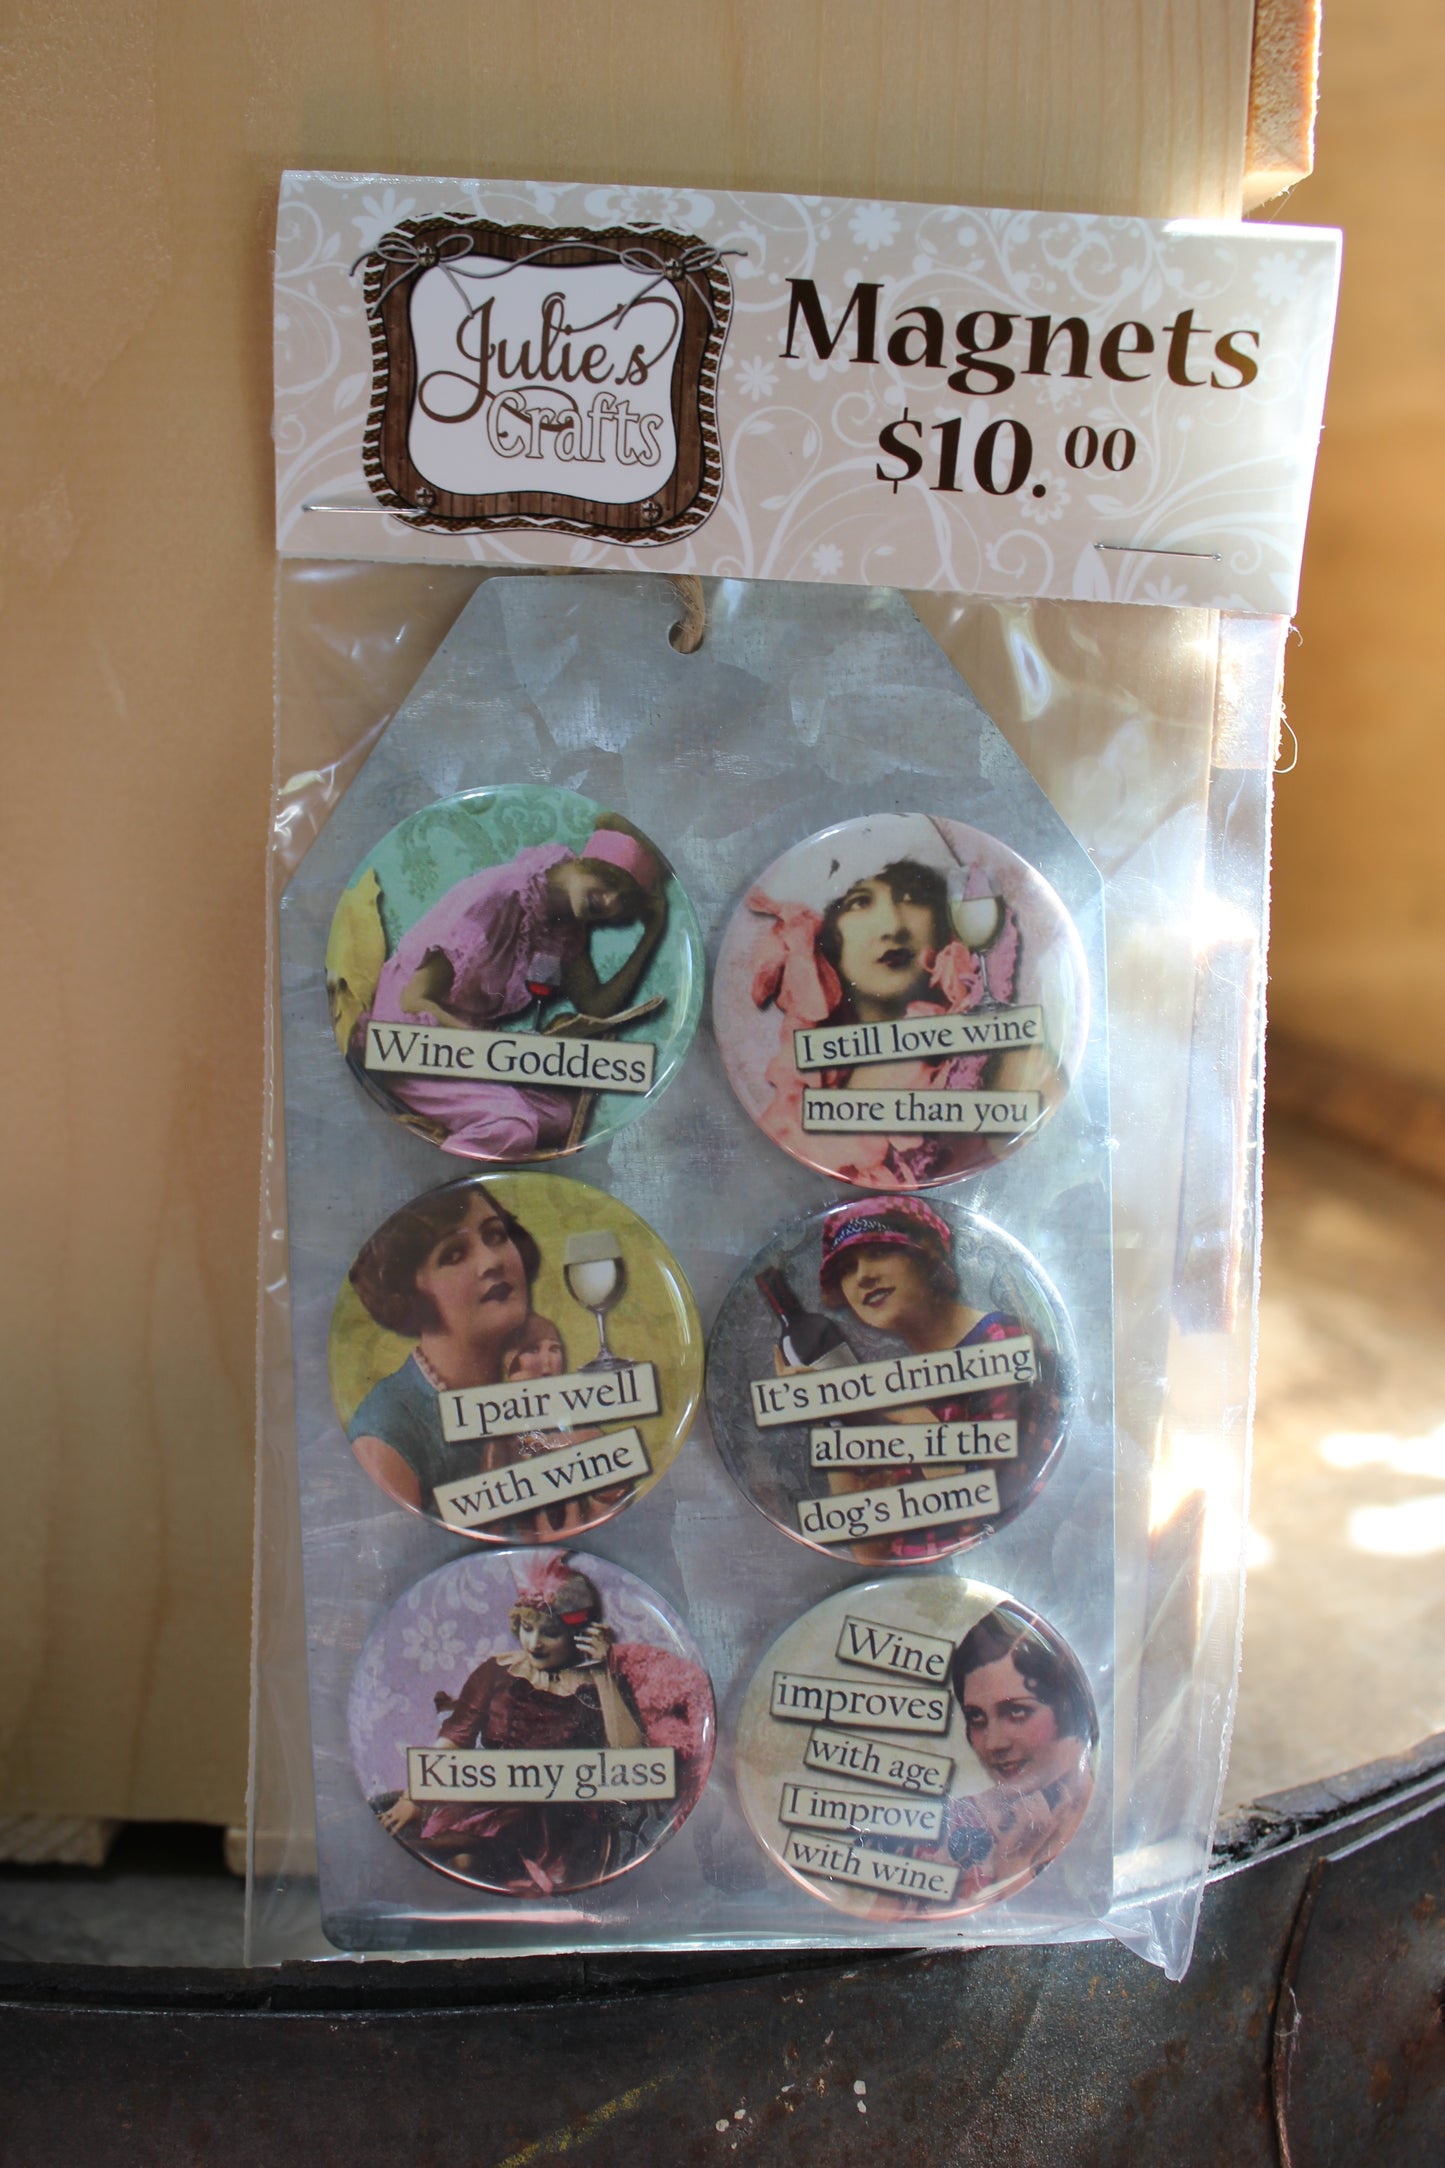 Julie's
Crafts
Magnets
$10.00
Wine Goddess
I still love wine
more than you
I pair well
with wine
It's not drinking
alone, if the
dog's home
Kiss my glass
Wine
improves
with age.
I improve
with wine.